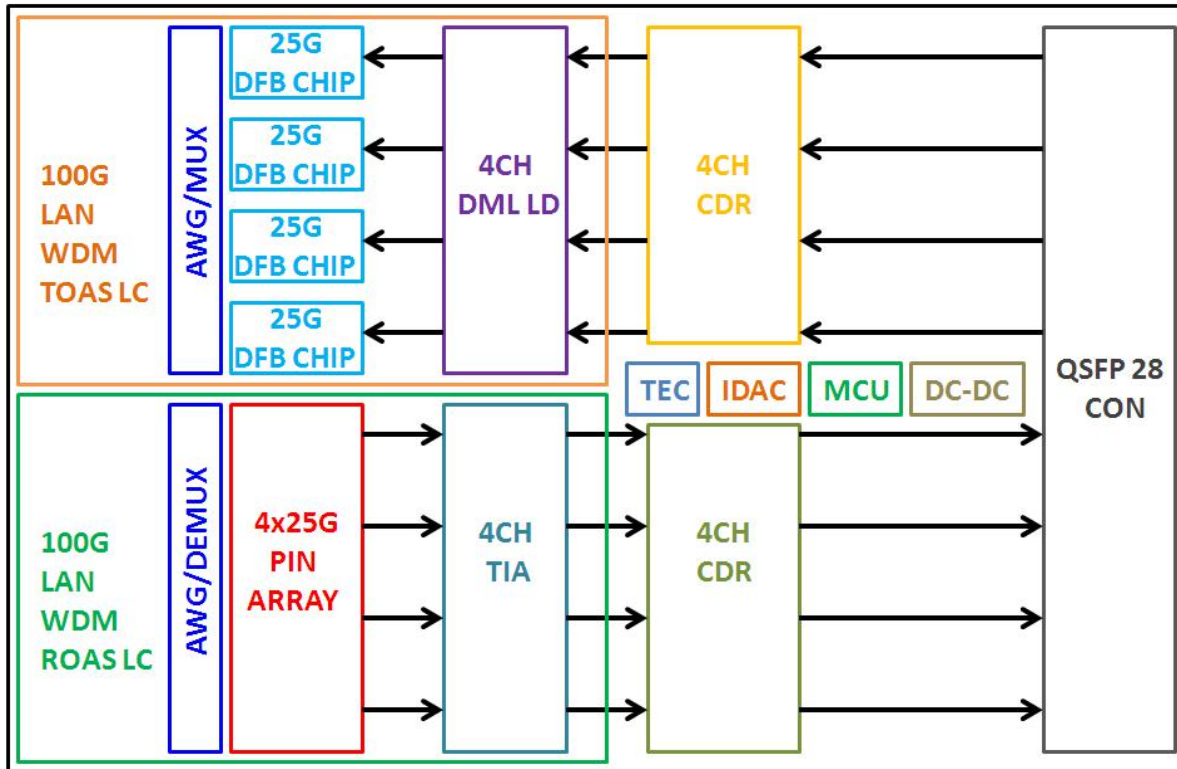 100G
LAN
WDM
TOAS LC
AWG/MUX
25G
DFB CHIP
25G
DFB CHIP
25G
DFB CHIP
25G
DFB CHIP
4CH
DML LD
4CH
CDR
QSFP 28
CON
TEC
IDAC
MCU
DC-DC
100G
LAN
WDM
ROAS LC
AWG/DEMUX
4x25G
PIN
ARRAY
4CH
TIA
4CH
CDR